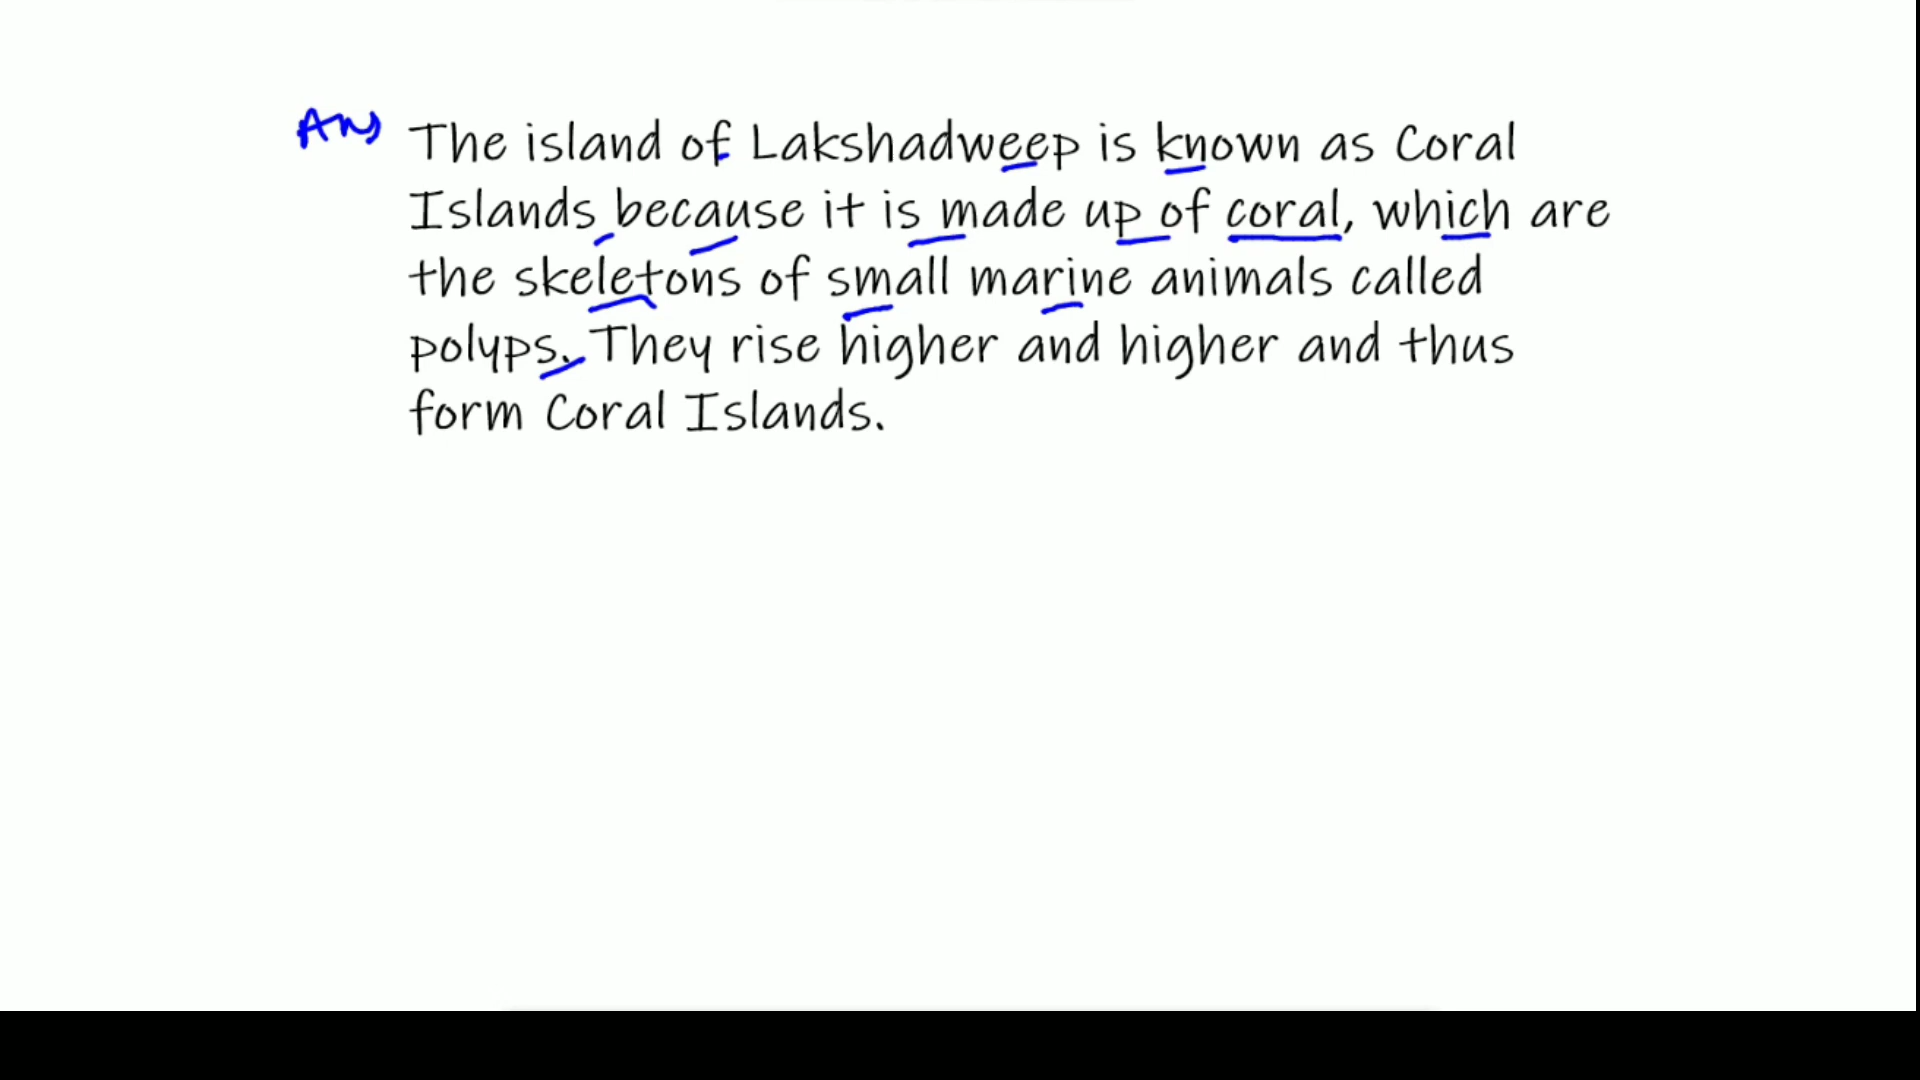 Ans The island of Lakshadweep is known as Coral
Islands because it is made up of coral, which are
the skeletons of small marine animals called
polyps. They rise higher and higher and thus
form Coral Islands.